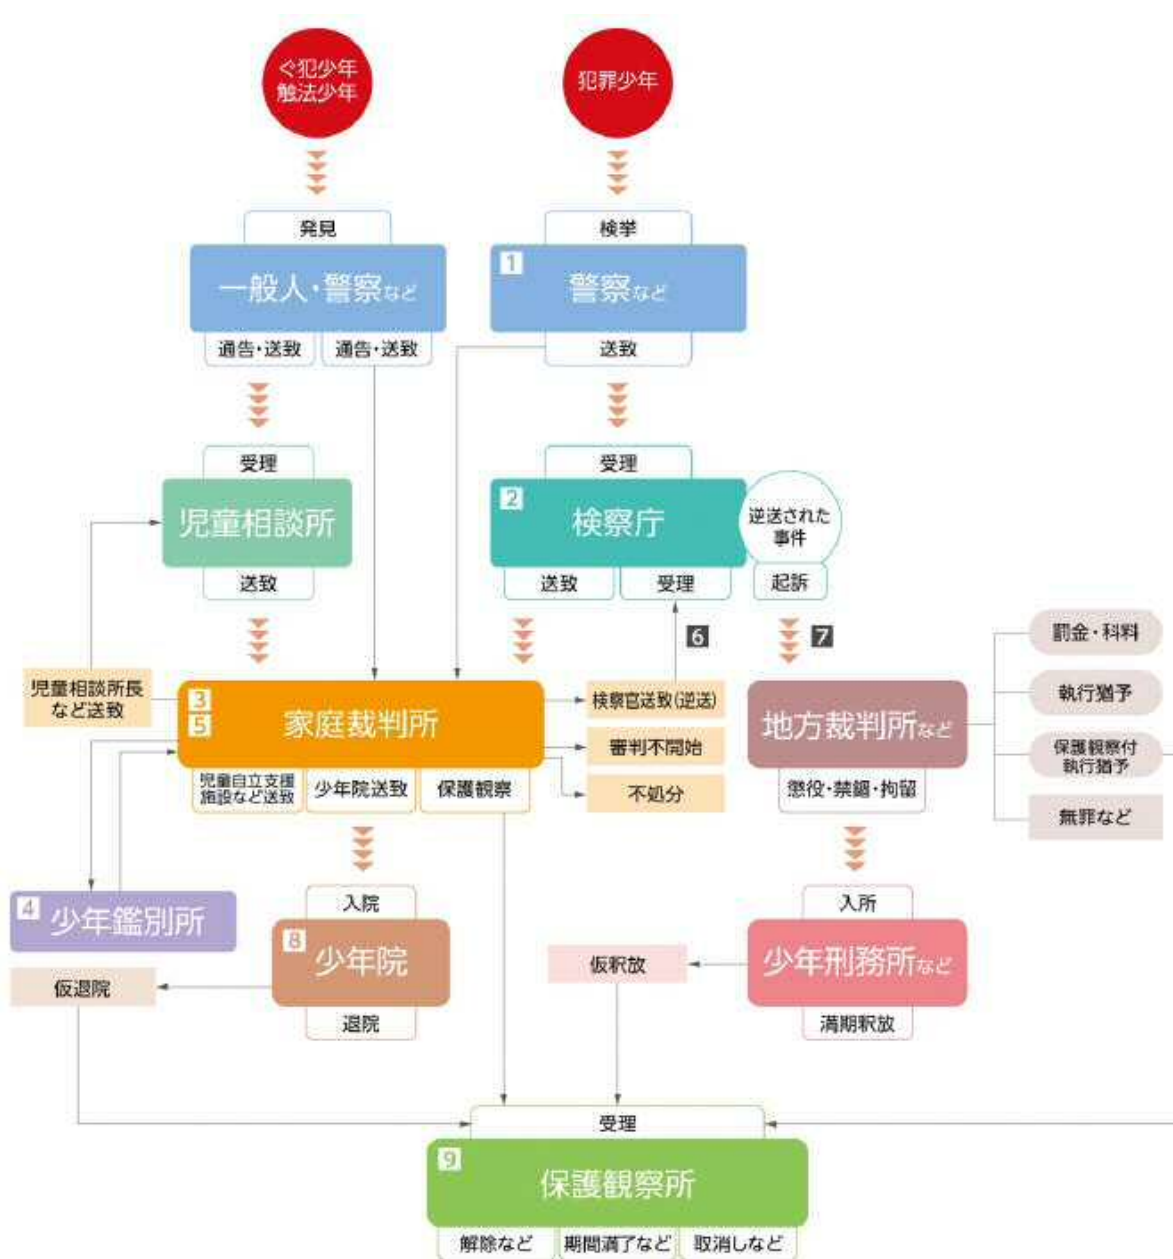 ぐ犯少年
触法少年
犯罪少年
発見
検挙
一般人・警察など
1
警察など
通告・送致
通告・送致
送致
受理
受理
児童相談所
2
検察庁
逆送された
事件
送致
送致
受理
起訴
6
7
罰金・科料
児童相談所長
など送致
3
5
家庭裁判所
検察官送致(逆送)
地方裁判所など
執行猶予
審判不開始
保護観察付
執行猶予
児童自立支援
施設など送致
少年院送致
保護観察
不処分
懲役・禁錮・拘留
無罪など
4
少年鑑別所
入院
入所
8
少年院
仮釈放
少年刑務所など
仮退院
退院
満期釈放
受理
9
保護観察所
解除など
期間満了など
取消しなど